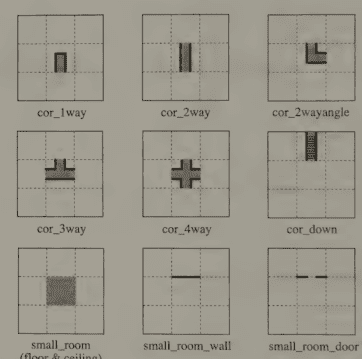 cor_1way cor_2way cor_2wayangle
cor_3way cor_4way cor_down
small_room small_room_wall small_room_door
(floor & ceiling)